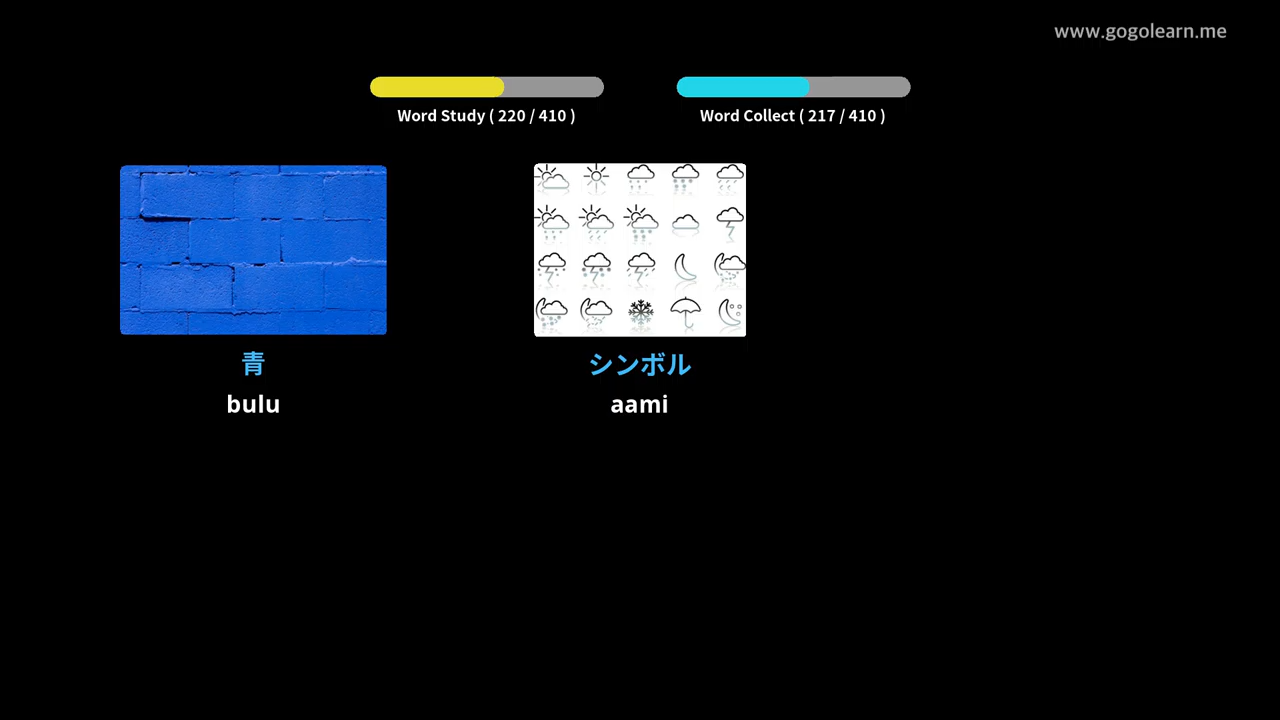 www.gogolearn.me
Word Study ( 220 / 410 )
Word Collect ( 217 / 410 )
青
bulu
シンボル
aami